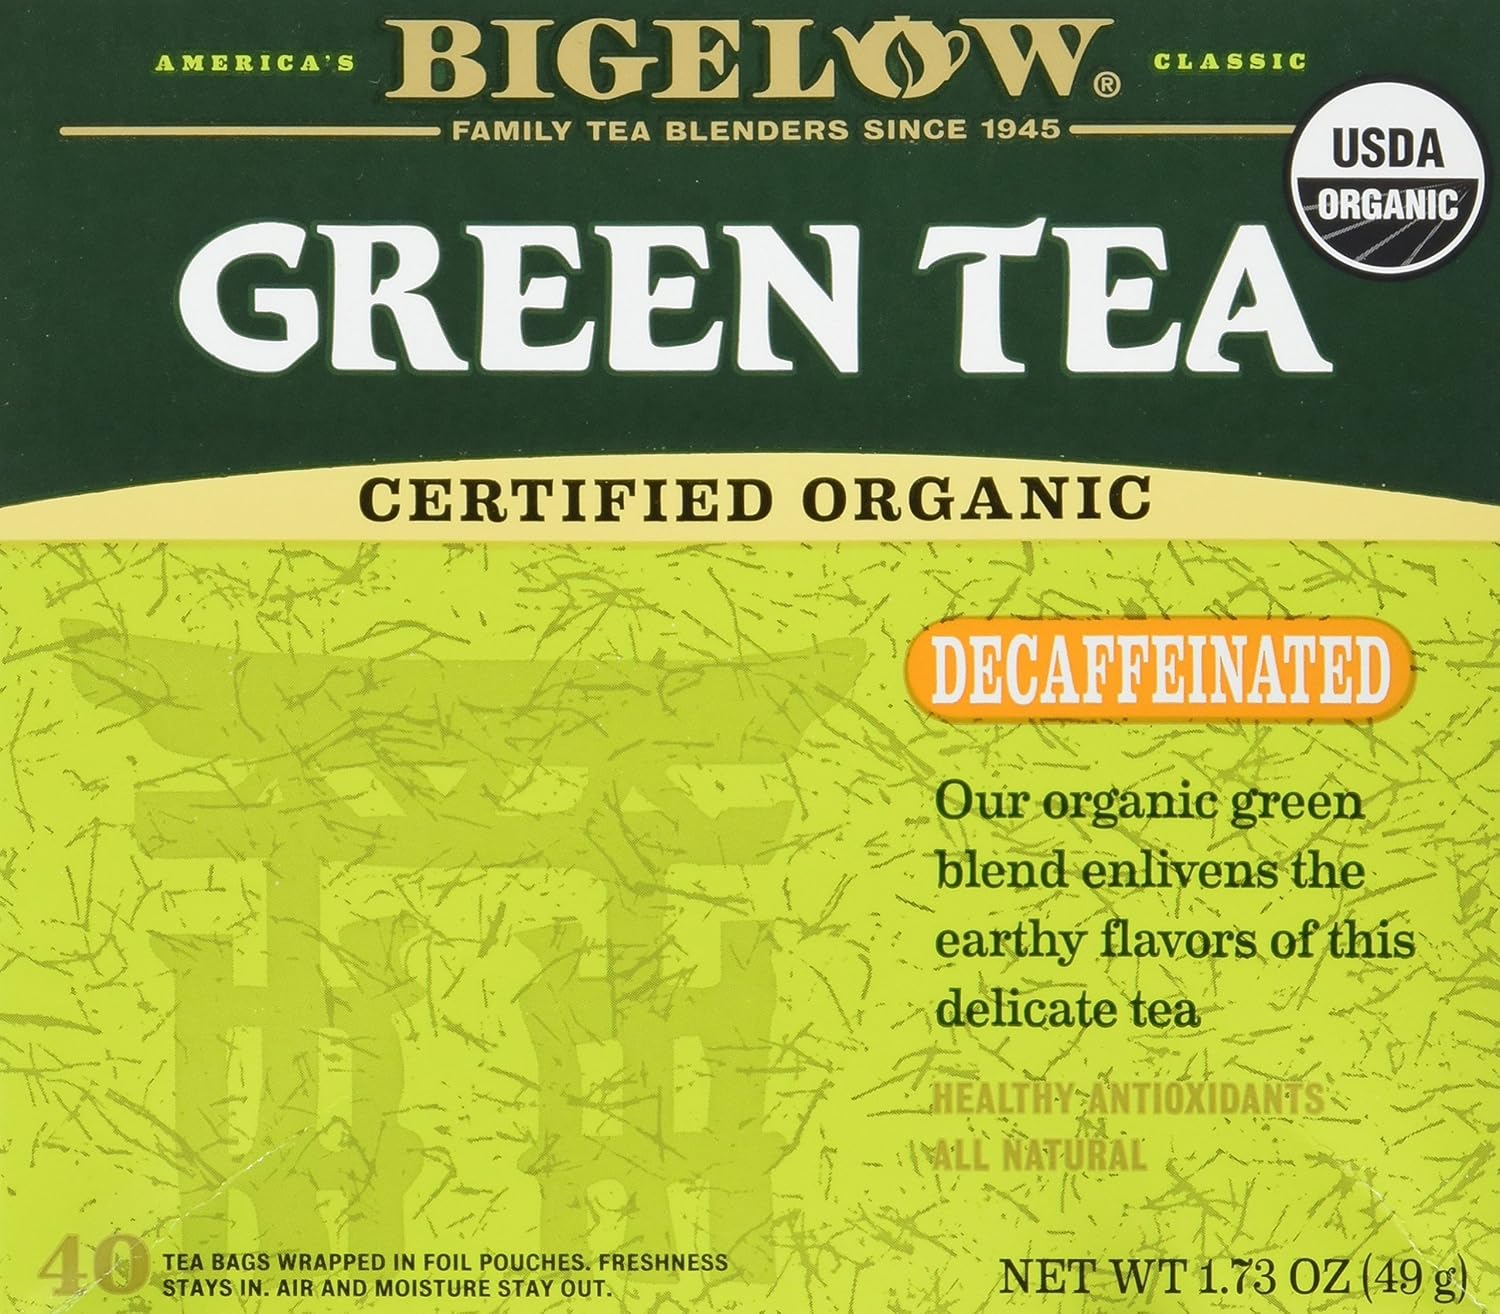 AMERICA'S BIGELOW® CLASSIC
FAMILY TEA BLENDERS SINCE 1945
USDA
ORGANIC
GREEN TEA
CERTIFIED ORGANIC
DECAFFEINATED
Our organic green
blend enlivens the
earthy flavors of this
delicate tea
HEALTHY ANTIOXIDANTS
ALL NATURAL
40 TEA BAGS WRAPPED IN FOIL POUCHES. FRESHNESS
STAYS IN. AIR AND MOISTURE STAY OUT.
NET WT 1.73 OZ (49 g)